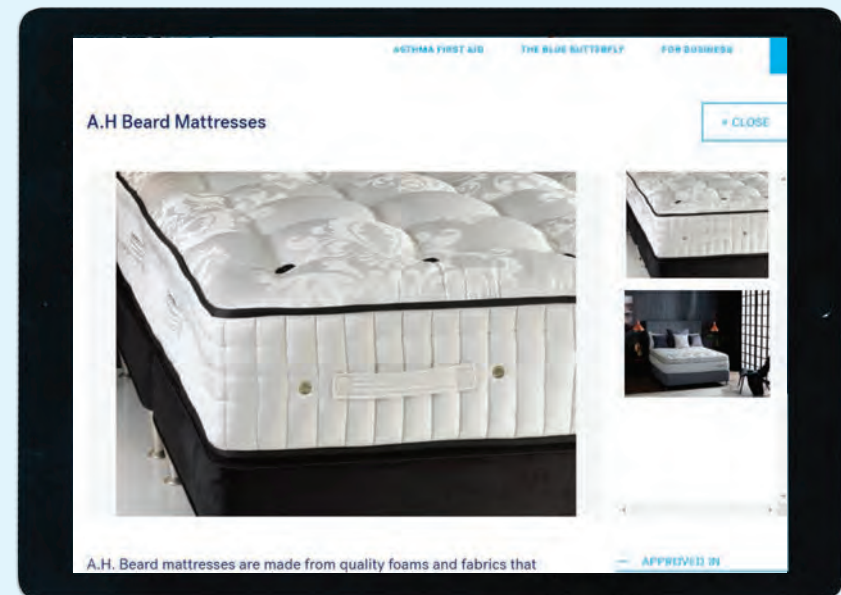 ASTHMA FIRST AID THE BLUE BUTTERFLY FOR BUSINESS
A.H Beard Mattresses
× CLOSE
A.H. Beard mattresses are made from quality foams and fabrics that
— APPROVED IN